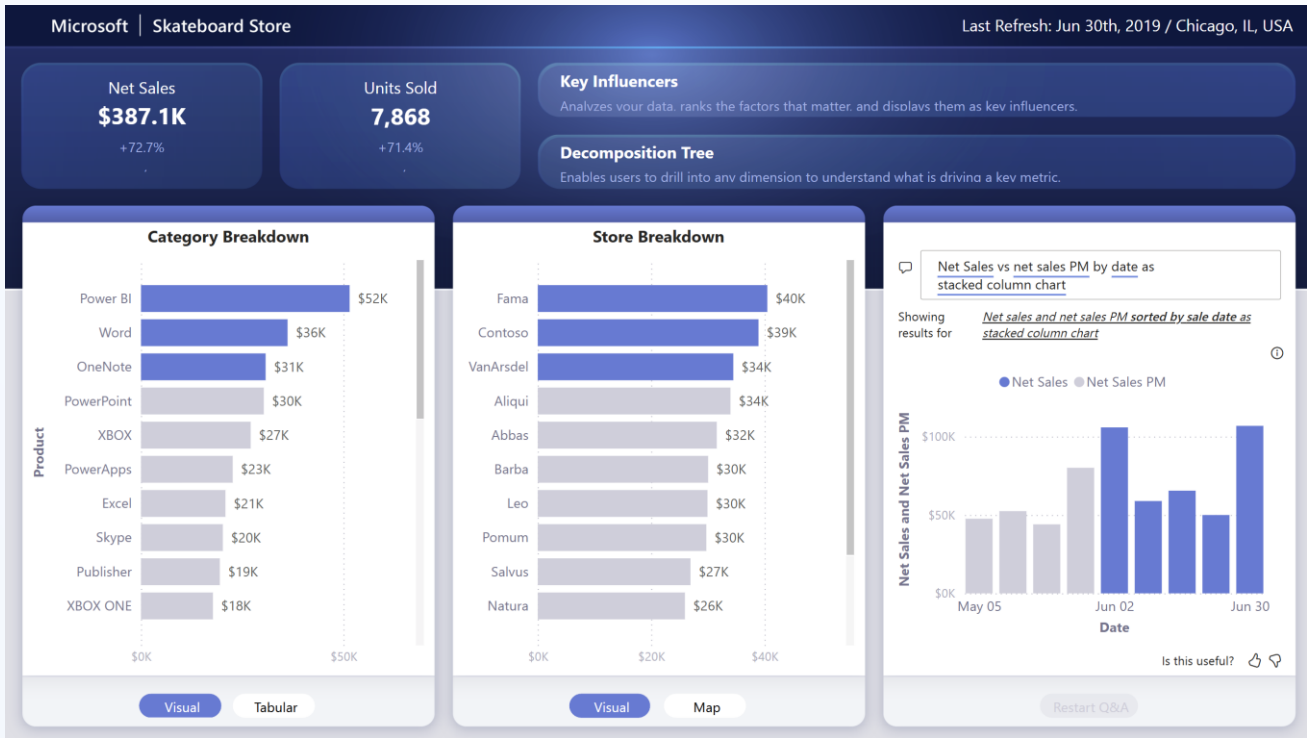 Microsoft | Skateboard Store
Last Refresh: Jun 30th, 2019 / Chicago, IL, USA
Net Sales
$387.1K
+72.7%
Units Sold
7,868
+71.4%
Key Influencers
Analyzes your data, ranks the factors that matter, and displays them as key influencers.
Decomposition Tree
Enables users to drill into any dimension to understand what is driving a key metric.
Category Breakdown
Product
Power BI $52K
Word $36K
OneNote $31K
PowerPoint $30K
XBOX $27K
PowerApps $23K
Excel $21K
Skype $20K
Publisher $19K
XBOX ONE $18K
$0K $50K
Visual Tabular
Store Breakdown
Fama $40K
Contoso $39K
VanArsdel $34K
Aliqui $34K
Abbas $32K
Barba $30K
Leo $30K
Pomum $30K
Salvus $27K
Natura $26K
$0K $20K $40K
Visual Map
Net Sales vs net sales PM by date as
stacked column chart
Showing
results for
Net sales and net sales PM sorted by sale date as
stacked column chart
Net Sales Net Sales PM
Net Sales and Net Sales PM
$100K
$50K
$0K
May 05 Jun 02 Jun 30
Date
Is this useful?
Restart Q&A